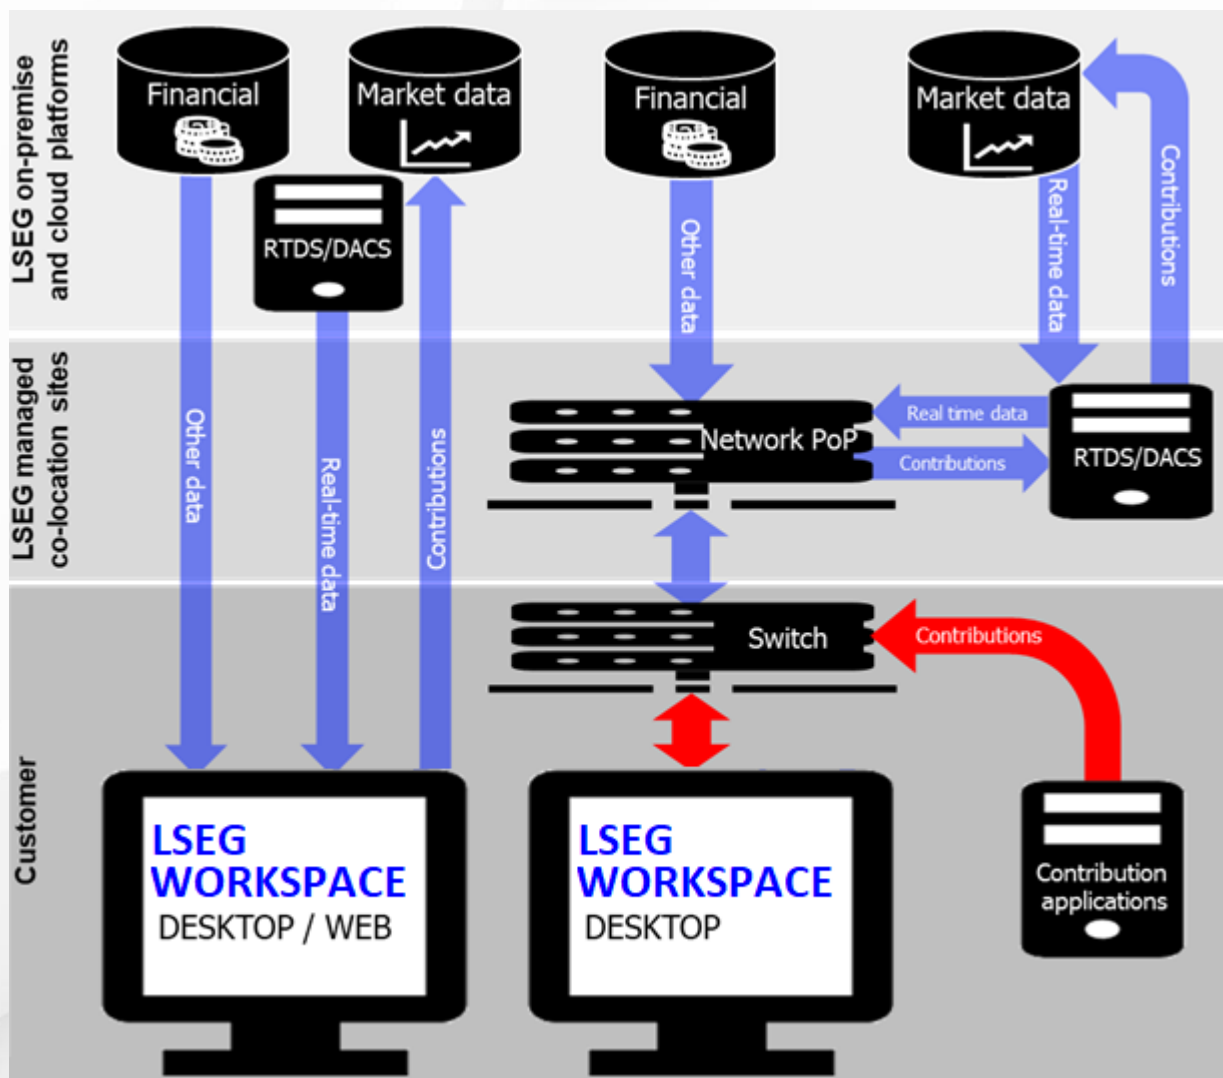 LSEG on-premise
and cloud platforms
Financial
Market data
Financial
Market data
RTDS/DACS
Other
data
Real-time data
Contributions
LSEG managed
co-location sites
Other data
Real-time data
Contributions
Network PoP
Real time data
Contributions
RTDS/DACS
Customer
Switch
Contributions
LSEG
WORKSPACE
DESKTOP / WEB
LSEG
WORKSPACE
DESKTOP
Contribution
applications